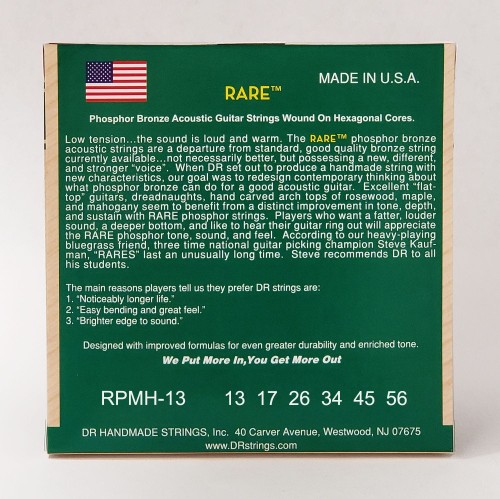 MADE IN U.S.A.
RARE™
Phosphor Bronze Acoustic Guitar Strings Wound On Hexagonal Cores.
Low tension...the sound is loud and warm. The RARE™ phosphor bronze
acoustic strings are a departure from standard, good quality bronze string
currently available...not necessarily better, but possessing a new, different,
and stronger “voice”. When DR set out to produce a handmade string with
new characteristics, our goal was to redesign contemporary thinking about
what phosphor bronze can do for a good acoustic guitar. Excellent “flat-
top” guitars, dreadnaughts, hand carved arch tops of rosewood, maple,
and mahogany seem to benefit from a distinct improvement in tone, depth,
and sustain with RARE phosphor strings. Players who want a fatter, louder
sound, a deeper bottom, and like to hear their guitar ring out will appreciate
the RARE phosphor tone, sound, and feel. According to our heavy-playing
bluegrass friend, three time national guitar picking champion Steve Kauf-
man, “RARES” last an unusually long time. Steve recommends DR to all
his students.
The main reasons players tell us they prefer DR strings are:
1. “Noticeably longer life.”
2. “Easy bending and great feel.”
3. “Brighter edge to sound.”
Designed with improved formulas for even greater durability and enriched tone.
We Put More In,You Get More Out
RPMH-13 13 17 26 34 45 56
DR HANDMADE STRINGS, Inc. 40 Carver Avenue, Westwood, NJ 07675
www.DRstrings.com